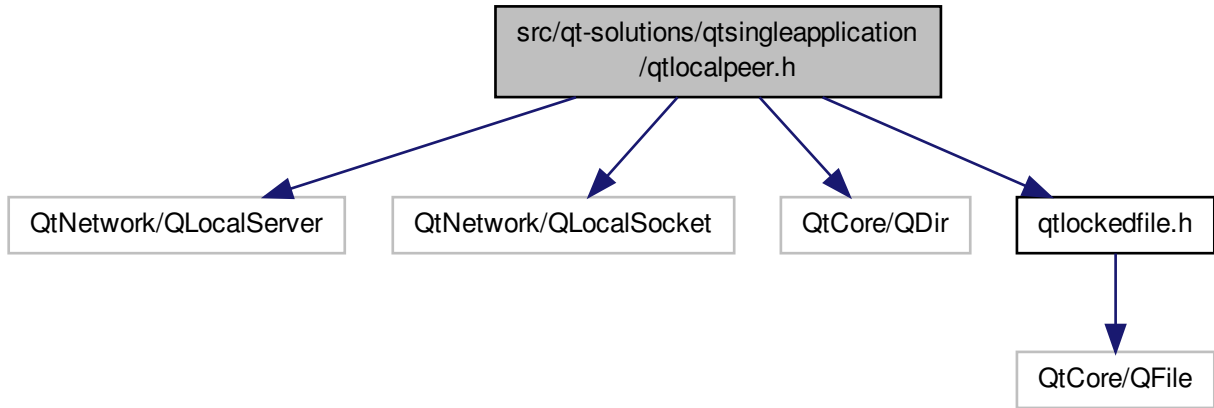 src/qt-solutions/qtsingleapplication
/qtlocalpeer.h
QtNetwork/QLocalServer
QtNetwork/QLocalSocket
QtCore/QDir
qtlockedfile.h
QtCore/QFile